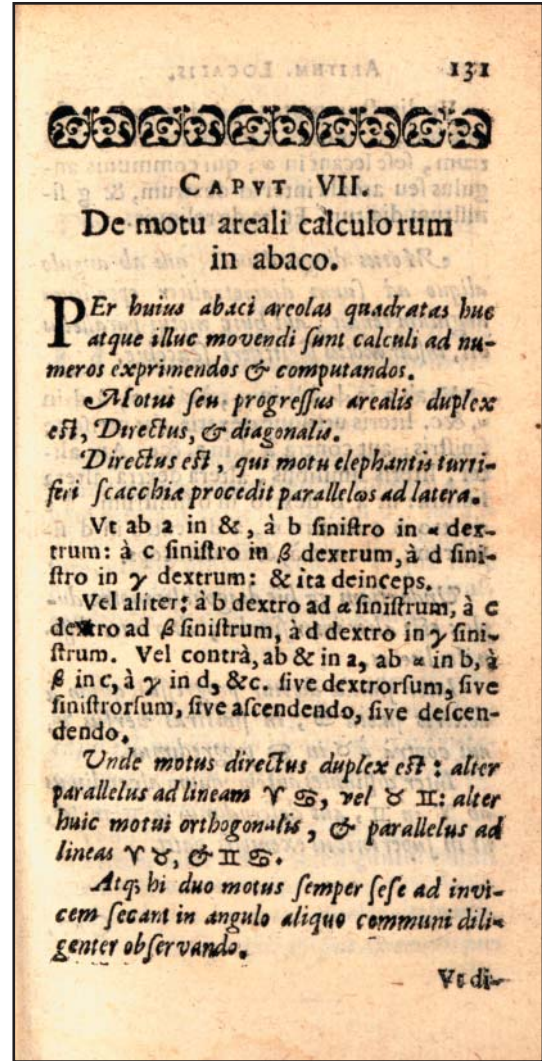 131
CAPVT VII.
De motu areali calculorum
in abaco.
PEr huius abaci areolas quadratas huc
atque illuc movendi ſunt calculi ad nu-
meros exprimendos & computandos.
Motus ſeu progreſſus arealis duplex
eſt, Directus, & diagonalis.
Directus eſt, qui motu elephantis turri-
feri ſcacchiæ procedit parallelωs ad latera.
Vt ab a in &, à b ſiniſtro in α dex-
trum: à c ſiniſtro in β dextrum, à d ſini-
ſtro in γ dextrum: & ita deinceps.
Vel aliter: à b dextro ad α ſiniſtrum, à c
dextro ad β ſiniſtrum, à d dextro in γ ſini-
ſtrum. Vel contrà, ab & in a, ab α in b, à
β in c, à γ in d, &c. ſive dextrorſum, ſive
ſiniſtrorſum, ſive aſcendendo, ſive deſcen-
dendo.
Unde motus directus duplex eſt: alter
parallelus ad lineam ♈ ♋, vel ♉ ♊: alter
huic motui orthogonalis, & parallelus ad
lineas ♈ ♉, & ♊ ♋.
Atq; hi duo motus ſemper ſeſe ad invi-
cem ſecant in angulo aliquo communi dili-
genter obſervando.
Vt di-